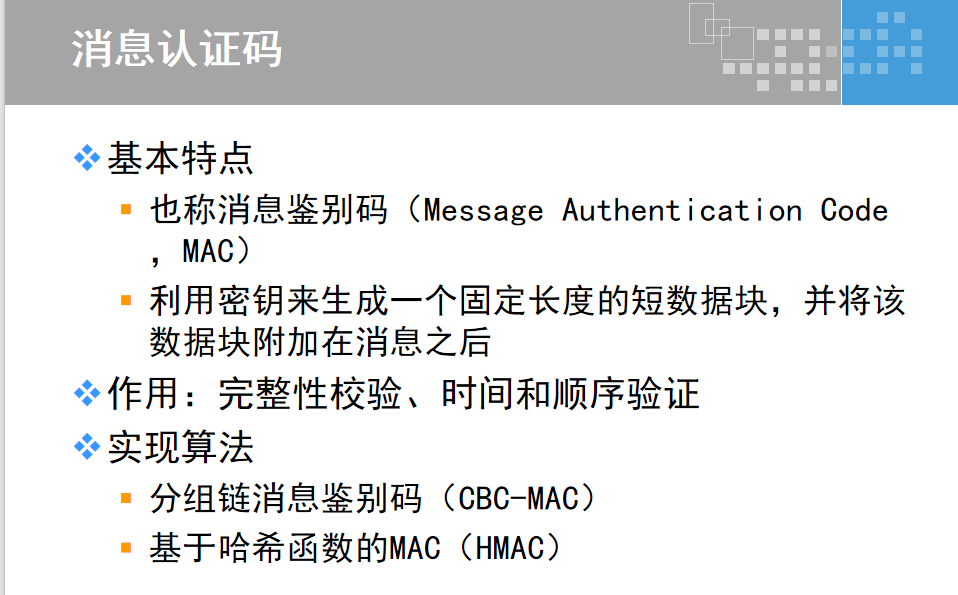 消息认证码
基本特点
也称消息鉴别码（Message Authentication Code
，MAC）
利用密钥来生成一个固定长度的短数据块，并将该
数据块附加在消息之后
作用：完整性校验、时间和顺序验证
实现算法
分组链消息鉴别码（CBC-MAC）
基于哈希函数的MAC（HMAC）